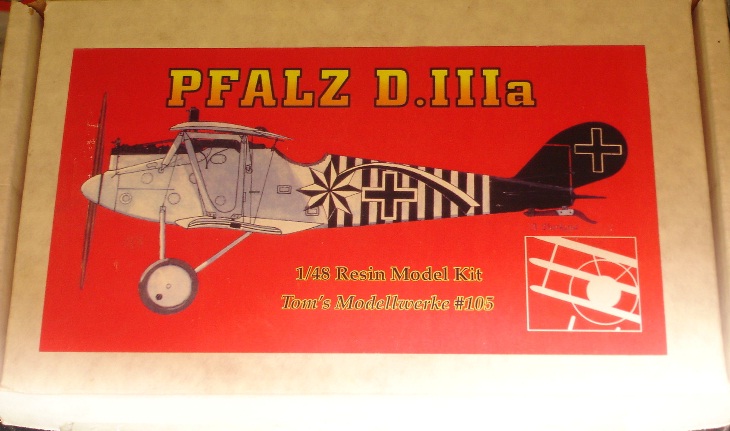 PFALZ D.IIIa
1/48 Resin Model Kit
Tom's Modellwerke #105